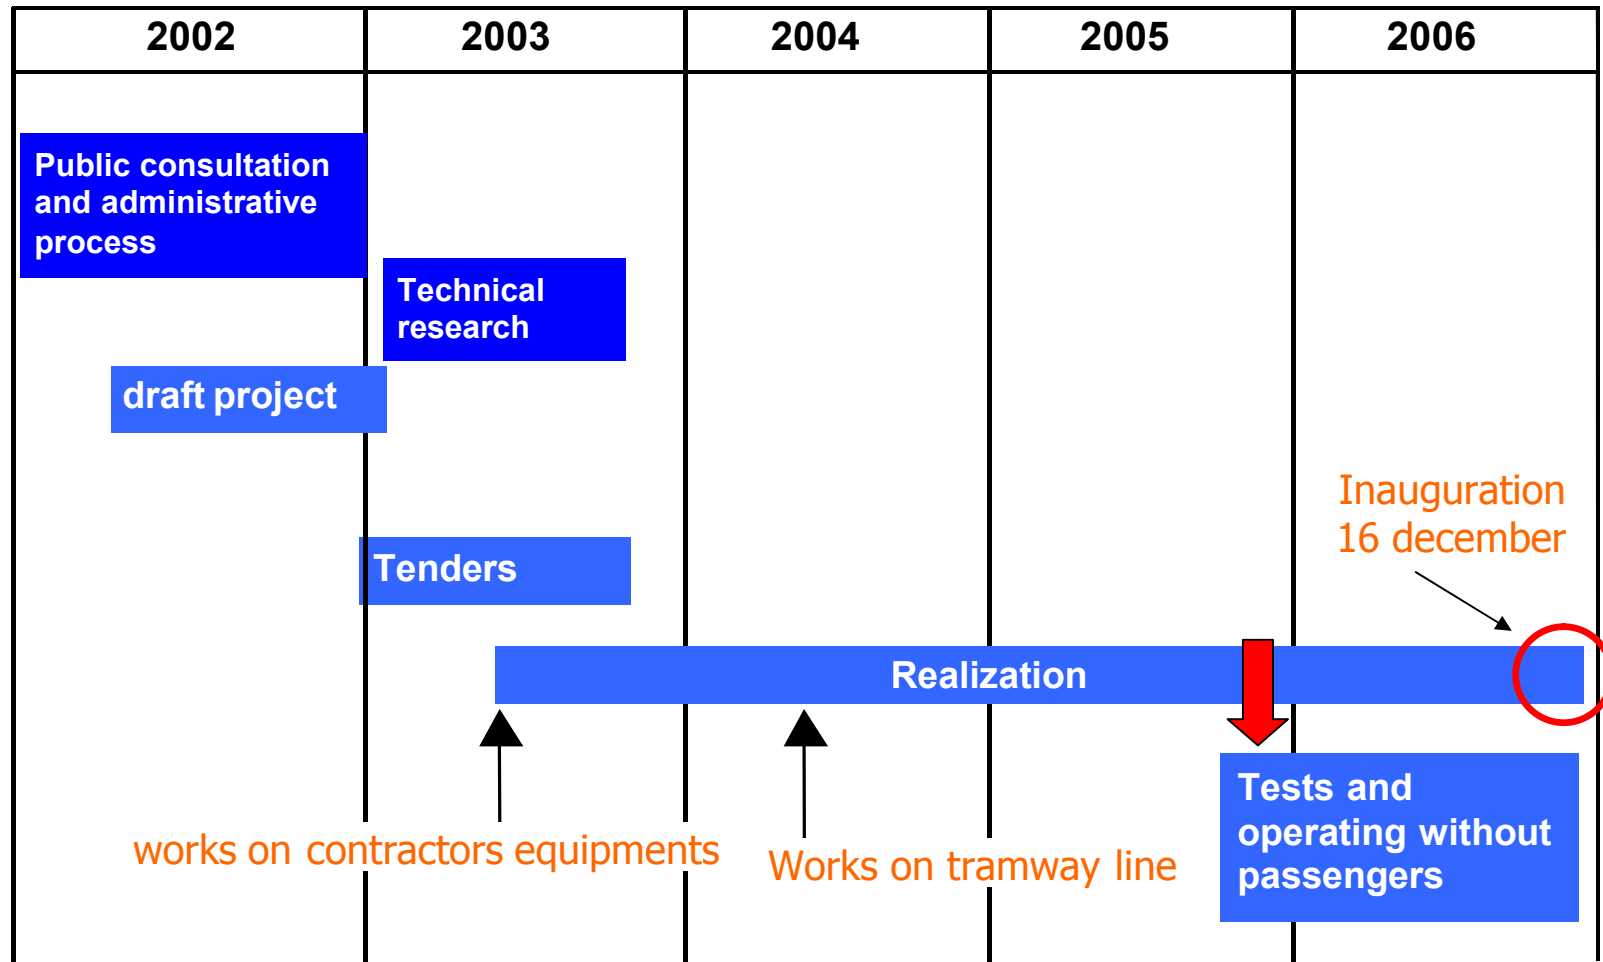 2002 2003 2004 2005 2006
Public consultation
and administrative
process
Technical
research
draft project
Inauguration
16 december
Tenders
Realization
works on contractors equipments
Works on tramway line
Tests and
operating without
passengers